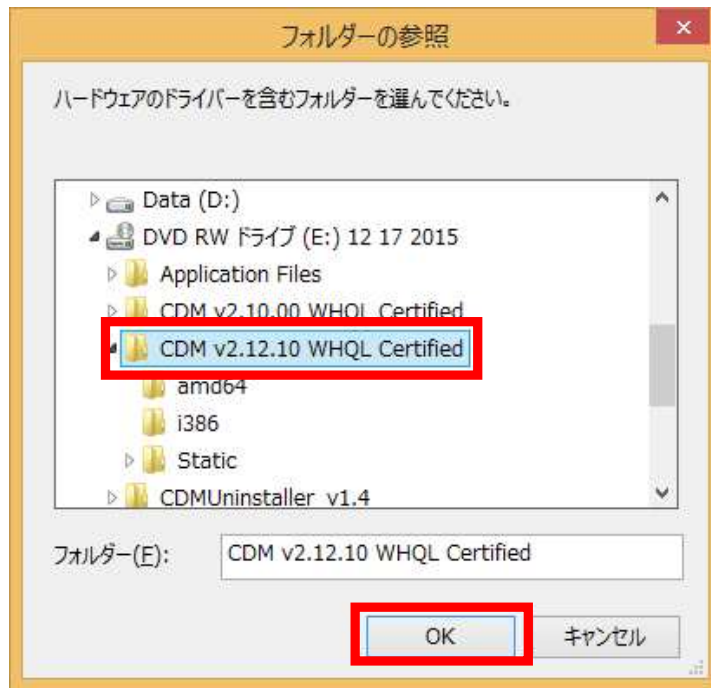 フォルダーの参照
ハードウェアのドライバーを含むフォルダーを選んでください。
Data (D:)
DVD RW ドライブ (E:) 12 17 2015
Application Files
CDM v2.10.00 WHQL Certified
CDM v2.12.10 WHQL Certified
amd64
i386
Static
CDMUninstaller_v1.4
フォルダー(F): CDM v2.12.10 WHQL Certified
OK キャンセル